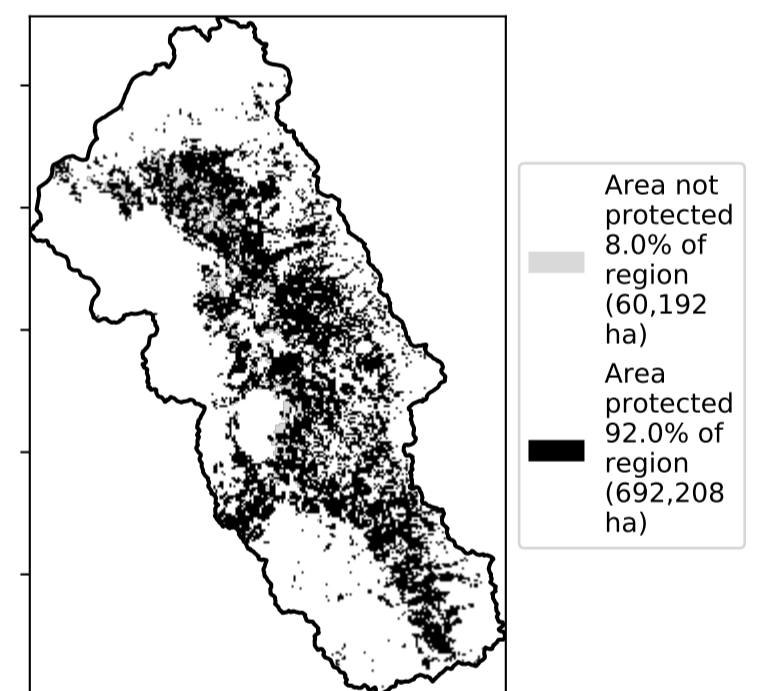 Area not
protected
8.0% of
region
(60,192
ha)
Area
protected
92.0% of
region
(692,208
ha)